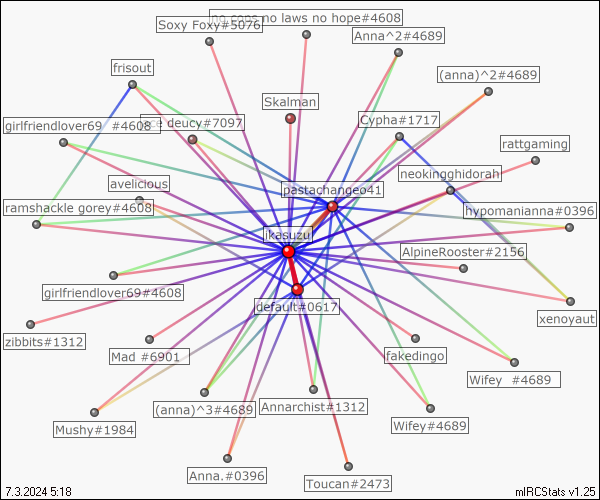 no cops no laws no hope#4608
Soxy Foxy#5076
Anna^2#4689
frisout
(anna)^2#4689
Skalman
Cypha#1717
girlfriendlover69 #4608
deucy#7097
rattgaming
neokingghidorah
avelicious
pastachangeo41
ramshackle gorey#4608
hypomanianna#0396
ikasuzu
AlpineRooster#2156
girlfriendlover69#4608
default#0617
xenoyaut
zibbits#1312
Mad #6901
fakedingo
Wifey #4689
(anna)^3#4689
Annarchist#1312
Mushy#1984
Wifey#4689
Anna.#0396
Toucan#2473
7.3.2024 5:18
mIRCStats v1.25